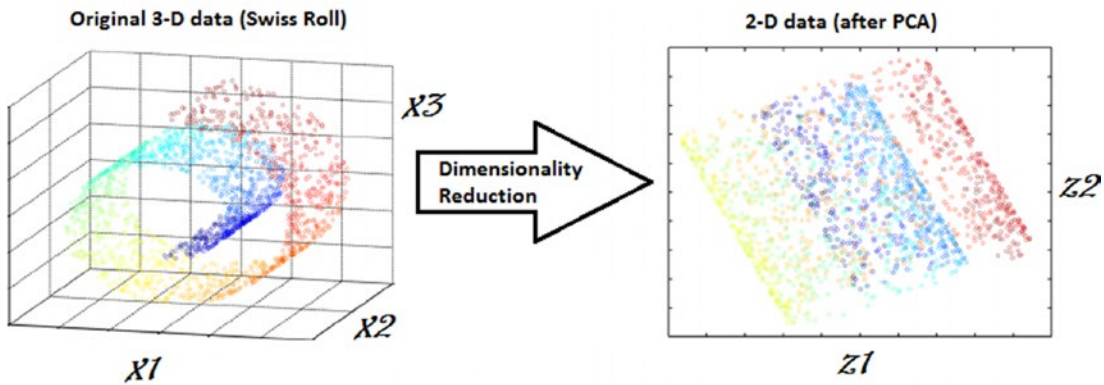 Original 3-D data (Swiss Roll)
2-D data (after PCA)
X3
Dimensionality
Reduction
Z2
X2
X1
Z1